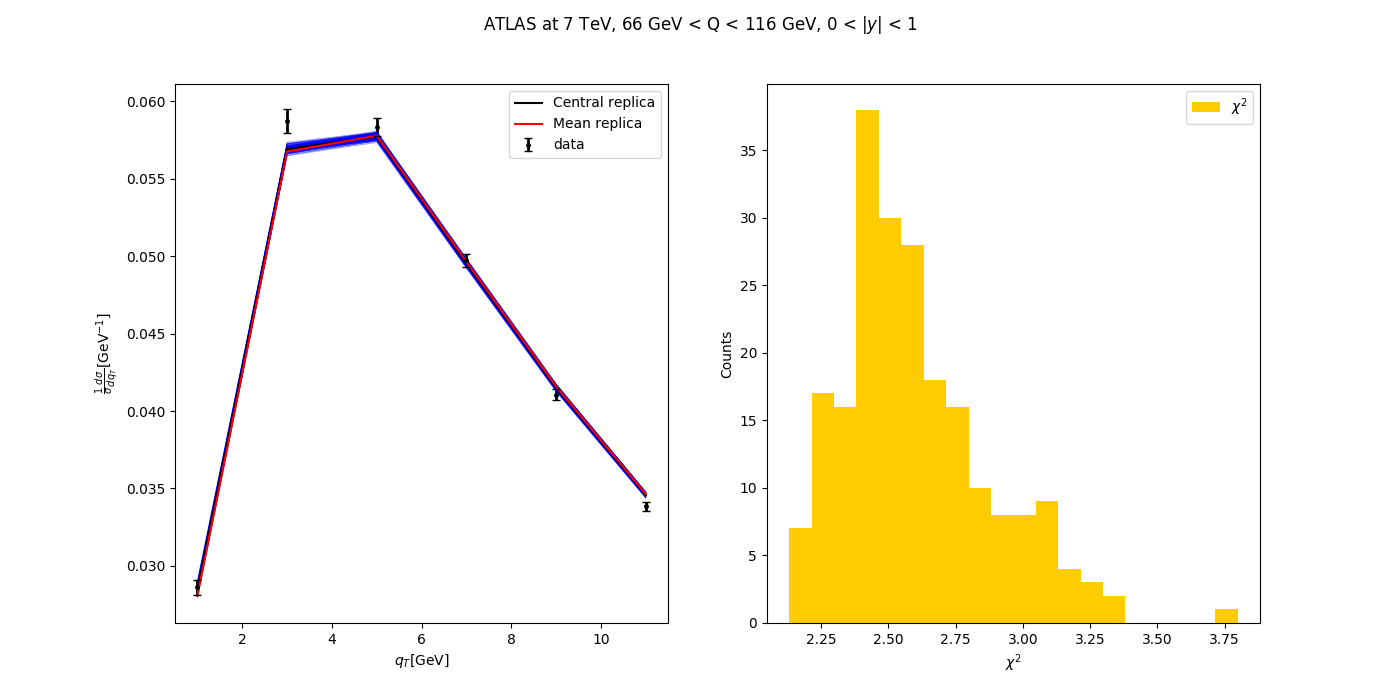 ATLAS at 7 TeV, 66 GeV < Q < 116 GeV, 0 < |y| < 1
0.060
0.055
0.050
0.045
0.040
0.035
0.030
2 4 6 8 10
q_T[GeV]
\frac{1}{σ}\frac{dσ}{dq_T}[GeV⁻¹]
Central replica
Mean replica
data
35
30
25
20
15
10
5
0
2.25 2.50 2.75 3.00 3.25 3.50 3.75
χ²
Counts
χ²